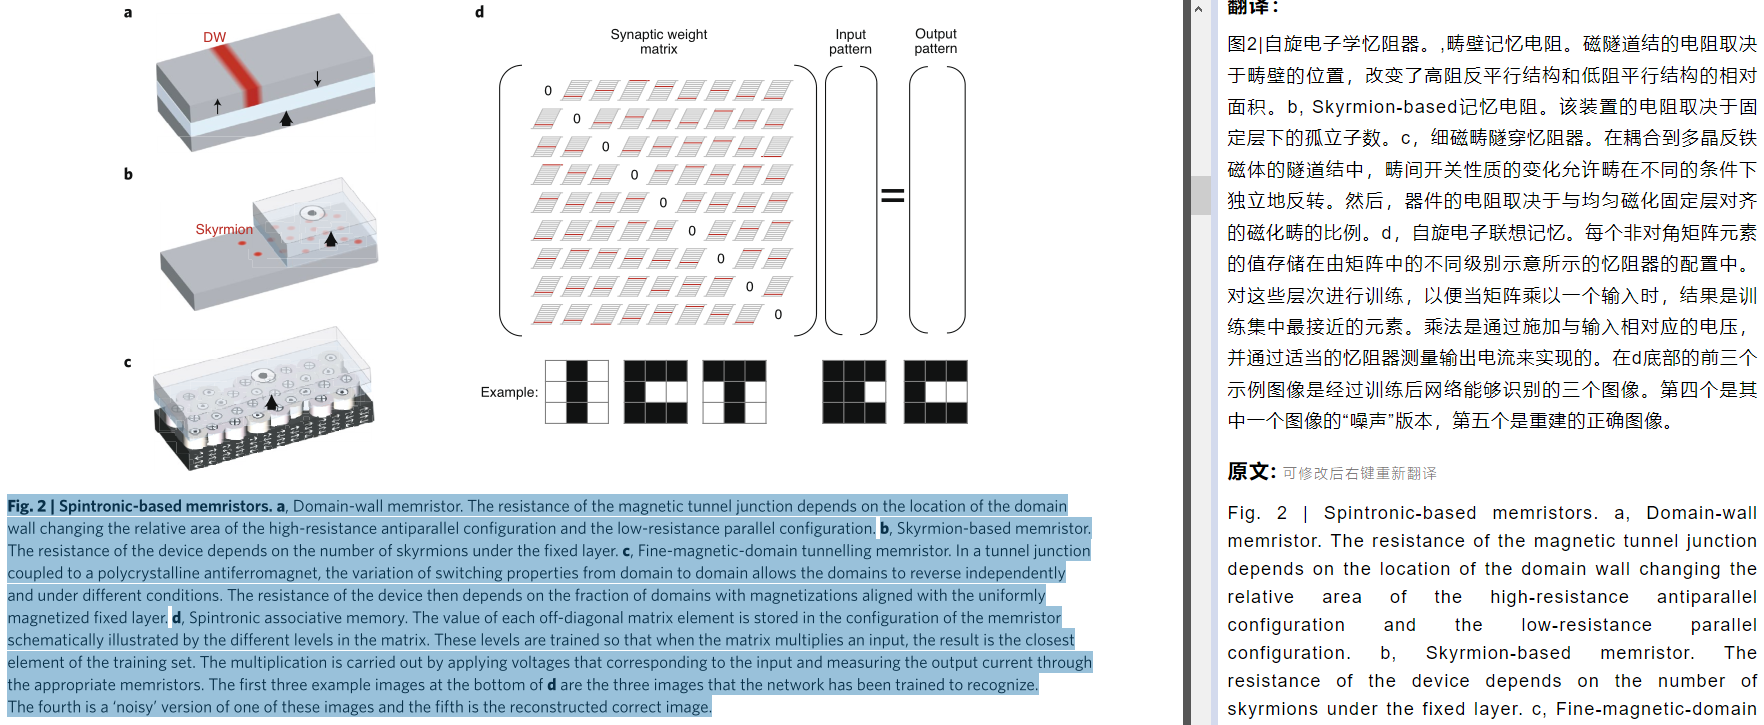 a
DW
b
Skyrmion
c
d
Synaptic weight
matrix
Input
pattern
Output
pattern
0
0
0
0
0
0
0
0
0
=
Example:
Fig. 2 | Spintronic-based memristors. a, Domain-wall memristor. The resistance of the magnetic tunnel junction depends on the location of the domain
wall changing the relative area of the high-resistance antiparallel configuration and the low-resistance parallel configuration. b, Skyrmion-based memristor.
The resistance of the device depends on the number of skyrmions under the fixed layer. c, Fine-magnetic-domain tunnelling memristor. In a tunnel junction
coupled to a polycrystalline antiferromagnet, the variation of switching properties from domain to domain allows the domains to reverse independently
and under different conditions. The resistance of the device then depends on the fraction of domains with magnetizations aligned with the uniformly
magnetized fixed layer. d, Spintronic associative memory. The value of each off-diagonal matrix element is stored in the configuration of the memristor
schematically illustrated by the different levels in the matrix. These levels are trained so that when the matrix multiplies an input, the result is the closest
element of the training set. The multiplication is carried out by applying voltages that corresponding to the input and measuring the output current through
the appropriate memristors. The first three example images at the bottom of d are the three images that the network has been trained to recognize.
The fourth is a ‘noisy’ version of one of these images and the fifth is the reconstructed correct image.
翻译：
图2|自旋电子学忆阻器。,畴壁记忆电阻。磁隧道结的电阻取决
于畴壁的位置，改变了高阻反平行结构和低阻平行结构的相对
面积。b, Skyrmion-based记忆电阻。该装置的电阻取决于固
定层下的孤立子数。c，细磁畴隧穿忆阻器。在耦合到多晶反铁
磁体的隧道结中，畴间开关性质的变化允许畴在不同的条件下
独立地反转。然后，器件的电阻取决于与均匀磁化固定层对齐
的磁化畴的比例。d，自旋电子联想记忆。每个非对角矩阵元素
的值存储在由矩阵中的不同级别示意所示的忆阻器的配置中。
对这些层次进行训练，以便当矩阵乘以一个输入时，结果是训
练集中最接近的元素。乘法是通过施加与输入相对应的电压，
并通过适当的忆阻器测量输出电流来实现的。在d底部的前三个
示例图像是经过训练后网络能够识别的三个图像。第四个是其
中一个图像的“噪声”版本，第五个是重建的正确图像。
原文: 可修改后右键重新翻译
Fig. 2 | Spintronic-based memristors. a, Domain-wall
memristor. The resistance of the magnetic tunnel junction
depends on the location of the domain wall changing the
relative area of the high-resistance antiparallel
configuration and the low-resistance parallel
configuration. b, Skyrmion-based memristor. The
resistance of the device depends on the number of
skyrmions under the fixed layer. c, Fine-magnetic-domain